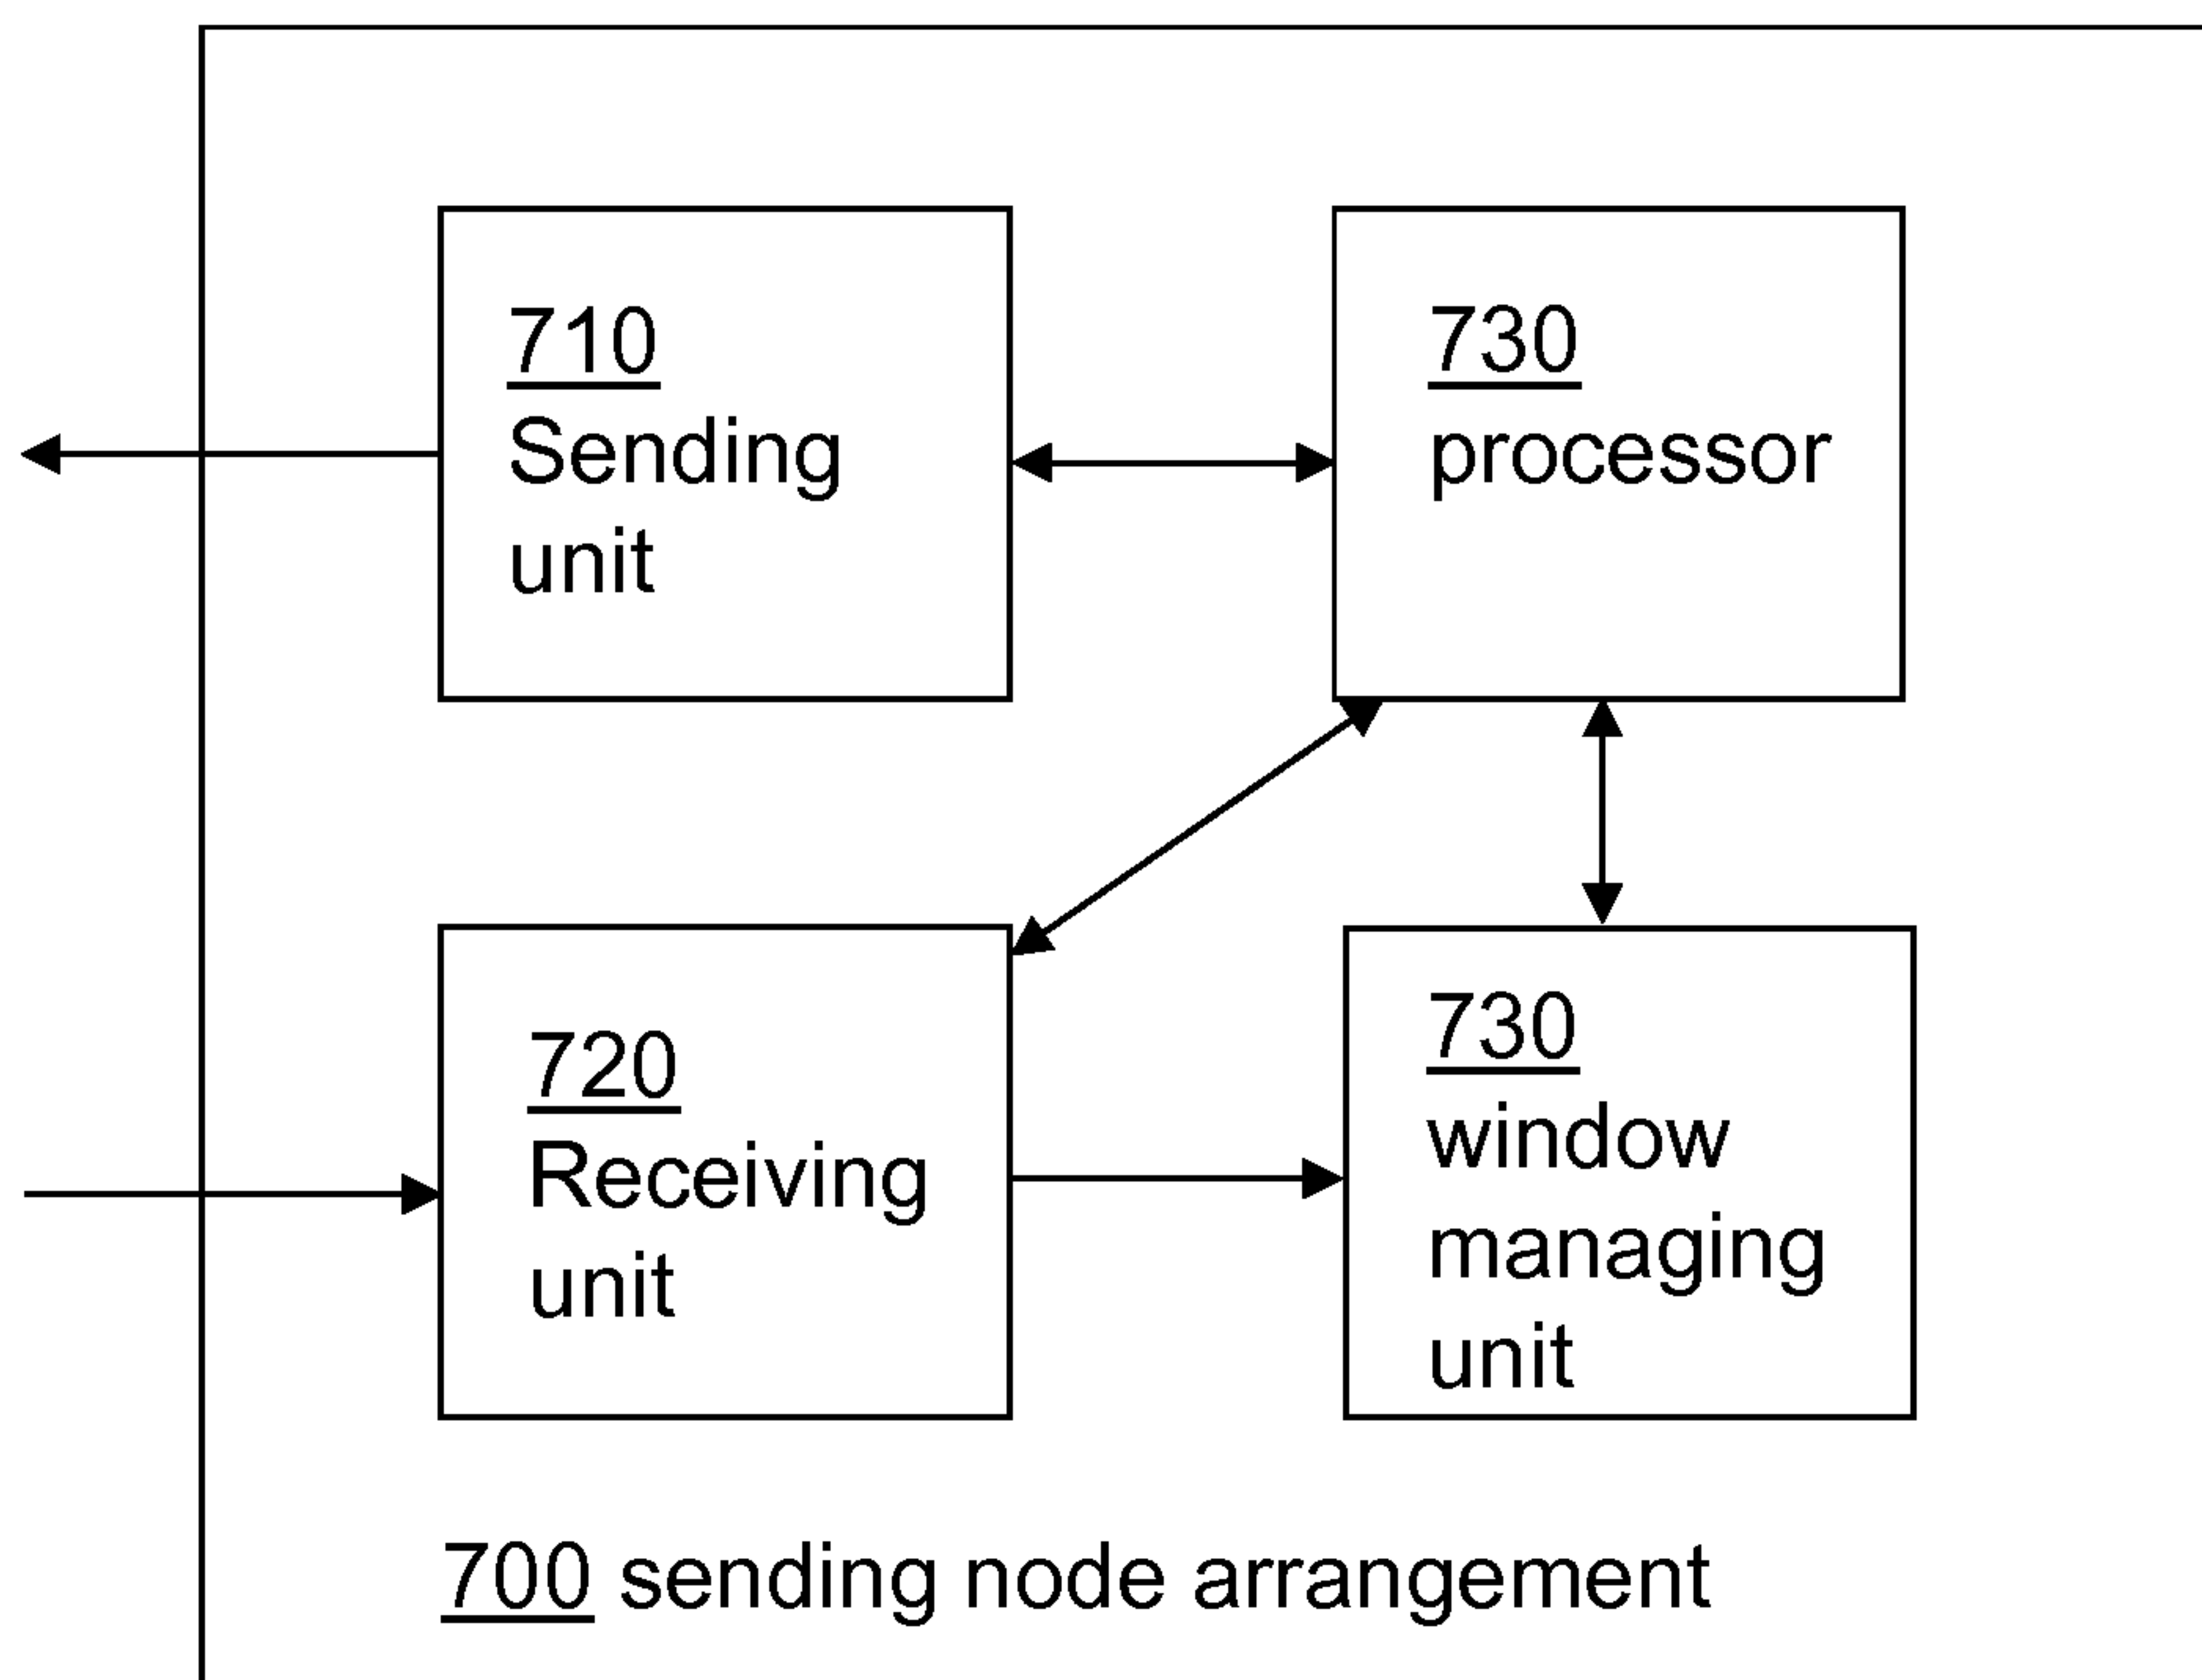 710
Sending
unit
730
processor
720
Receiving
unit
730
window
managing
unit
700 sending node arrangement